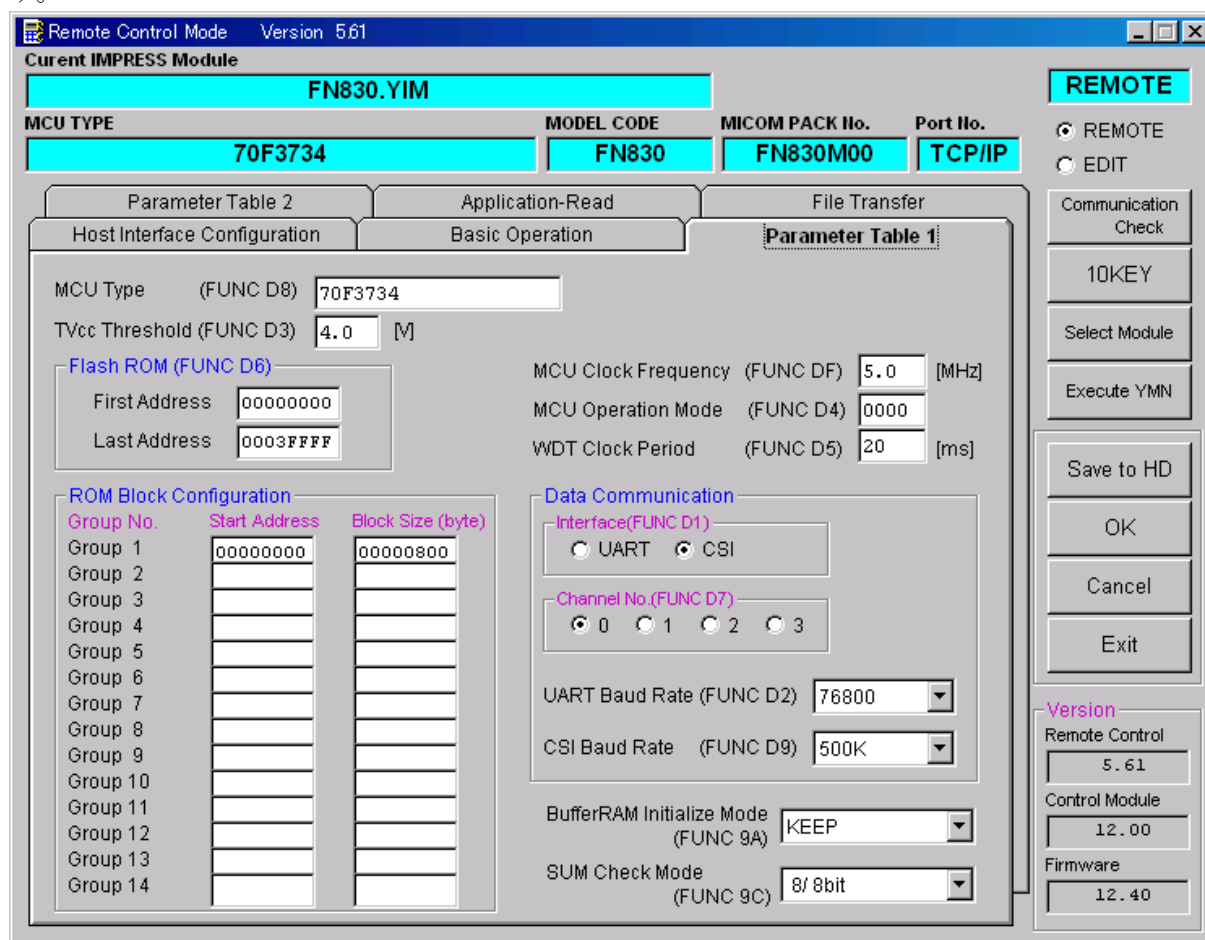 Remote Control Mode Version 5.61
Curent IMPRESS Module
FN830.YIM
REMOTE
MCU TYPE MODEL CODE MICOM PACK No. Port No.
70F3734 FN830 FN830M00 TCP/IP
REMOTE
EDIT
Parameter Table 2 Application-Read File Transfer
Host Interface Configuration Basic Operation Parameter Table 1
MCU Type (FUNC D8) 70F3734
TVcc Threshold (FUNC D3) 4.0 [V]
Flash ROM (FUNC D6)
First Address 00000000
Last Address 0003FFFF
MCU Clock Frequency (FUNC DF) 5.0 [MHz]
MCU Operation Mode (FUNC D4) 0000
WDT Clock Period (FUNC D5) 20 [ms]
ROM Block Configuration
Group No. Start Address Block Size (byte)
Group 1 00000000 00000800
Group 2
Group 3
Group 4
Group 5
Group 6
Group 7
Group 8
Group 9
Group 10
Group 11
Group 12
Group 13
Group 14
Data Communication
Interface(FUNC D1)
UART CSI
Channel No.(FUNC D7)
0 1 2 3
UART Baud Rate (FUNC D2) 76800
CSI Baud Rate (FUNC D9) 500K
BufferRAM Initialize Mode
(FUNC 9A) KEEP
SUM Check Mode
(FUNC 9C) 8/ 8bit
Communication
Check
10KEY
Select Module
Execute YMN
Save to HD
OK
Cancel
Exit
Version
Remote Control
5.61
Control Module
12.00
Firmware
12.40